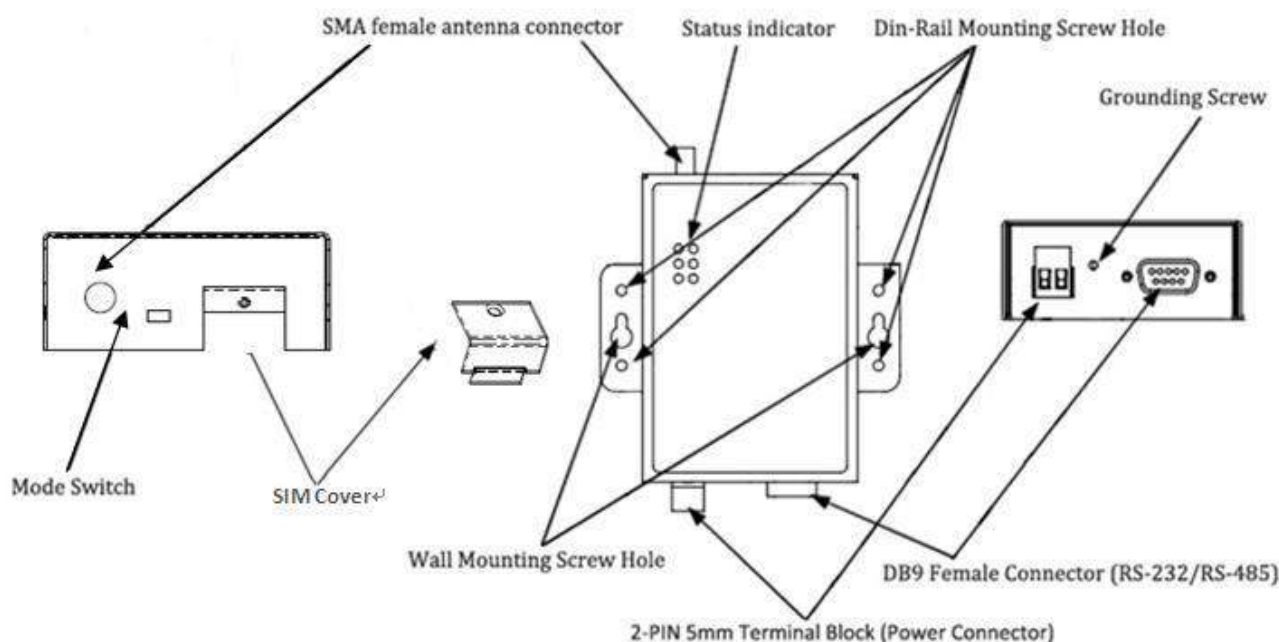 SMA female antenna connector
Status indicator
Din-Rail Mounting Screw Hole
Grounding Screw
Mode Switch
SIM Cover↵
Wall Mounting Screw Hole
DB9 Female Connector (RS-232/RS-485)
2-PIN 5mm Terminal Block (Power Connector)